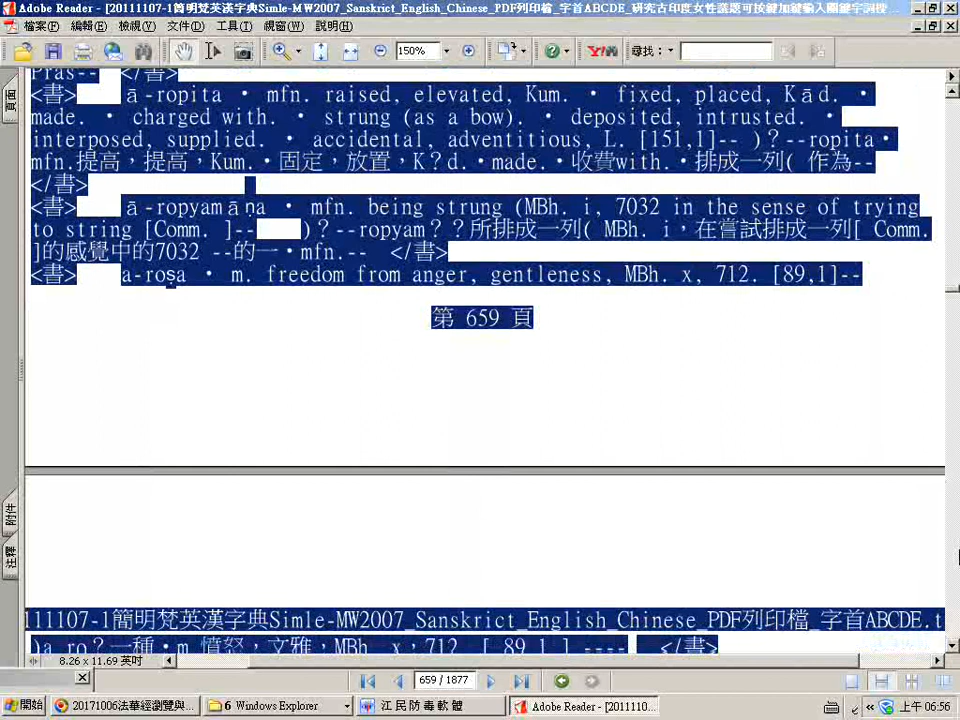 Adobe Reader - [20111107-1簡明梵英漢字典Simle-MW2007_Sanskrict_English_Chinese_PDF列印檔_字首ABCDE_研究古印度女性議題可按鍵加鍵輸入關鍵字詞搜
檔案(F) 編輯(E) 檢視(V) 文件(D) 工具(T) 視窗(W) 說明(H)
150% 尋找:
頁面
Pras-- </書>
<書> ā-ropita • mfn. raised, elevated, Kum. • fixed, placed, Kād. •
made. • charged with. • strung (as a bow). • deposited, intrusted. •
interposed, supplied. • accidental, adventitious, L. [151,1]-- )？--ropita•
mfn.提高，提高，Kum.•固定，放置，K？d.•made.•收費with.•排成一列( 作為--
</書>
<書> ā-ropyamāṇa • mfn. being strung (MBh. i, 7032 in the sense of trying
to string [Comm. ]-- )？--ropyam？？所排成一列( MBh. i，在嘗試排成一列[ Comm.
]的感覺中的7032 --的一•mfn.-- </書>
<書> a-roṣa • m. freedom from anger, gentleness, MBh. x, 712. [89,1]--
第 659 頁
附件
注釋
111107-1簡明梵英漢字典Simle-MW2007_Sanskrict_English_Chinese_PDF列印檔_字首ABCDE.t
)a ro？一種•m 憤怒，文雅，MBh. x，712. [ 89,1 ] ---- </書>
8.26 x 11.69 英吋
659 / 1877
開始 20171006法華經瀏覽與... 6 Windows Explorer 江民防毒軟體 Adobe Reader - [2011110... 上午 06:56